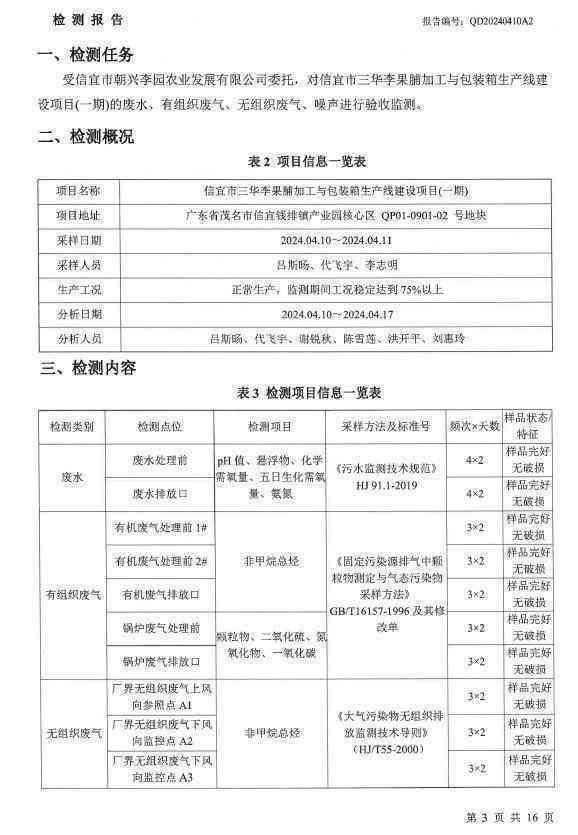 检测报告
报告编号：QD20240410A2
一、检测任务
受信宜市朝兴李园农业发展有限公司委托，对信宜市三华李果脯加工与包装箱生产线建
设项目(一期)的废水、有组织废气、无组织废气、噪声进行验收监测。
二、检测概况
表 2 项目信息一览表
项目名称 信宜市三华李果脯加工与包装箱生产线建设项目(一期)
项目地址 广东省茂名市信宜钱排镇产业园核心区 QP01-0901-02 号地块
采样日期 2024.04.10～2024.04.11
采样人员 吕斯旸、代飞宇、李志明
生产工况 正常生产，监测期间工况稳定达到 75%以上
分析日期 2024.04.10～2024.04.17
分析人员 吕斯旸、代飞宇、谢锐秋、陈雪莲、洪开平、刘惠玲
三、检测内容
表 3 检测项目信息一览表
检测类别 检测点位 检测项目 采样方法及标准号 频次×天数 样品状态/
特征
废水
废水处理前
pH 值、悬浮物、化学
需氧量、五日生化需氧
量、氨氮
《污水监测技术规范》
HJ 91.1-2019
4×2
样品完好
无破损
废水排放口
4×2
样品完好
无破损
有组织废气
有机废气处理前 1#
非甲烷总烃
《固定污染源排气中颗
粒物测定与气态污染物
采样方法》
GB/T16157-1996 及其修
改单
3×2
样品完好
无破损
有机废气处理前 2#
3×2
样品完好
无破损
有机废气排放口
3×2
样品完好
无破损
锅炉废气处理前
颗粒物、二氧化硫、氮
氧化物、一氧化碳
3×2
样品完好
无破损
锅炉废气排放口
3×2
样品完好
无破损
无组织废气
厂界无组织废气上风
向参照点 A1
非甲烷总烃
《大气污染物无组织排
放监测技术导则》
（HJ/T55-2000）
3×2
样品完好
无破损
厂界无组织废气下风
向监控点 A2
3×2
样品完好
无破损
厂界无组织废气下风
向监控点 A3
3×2
样品完好
无破损
第 3 页 共 16 页